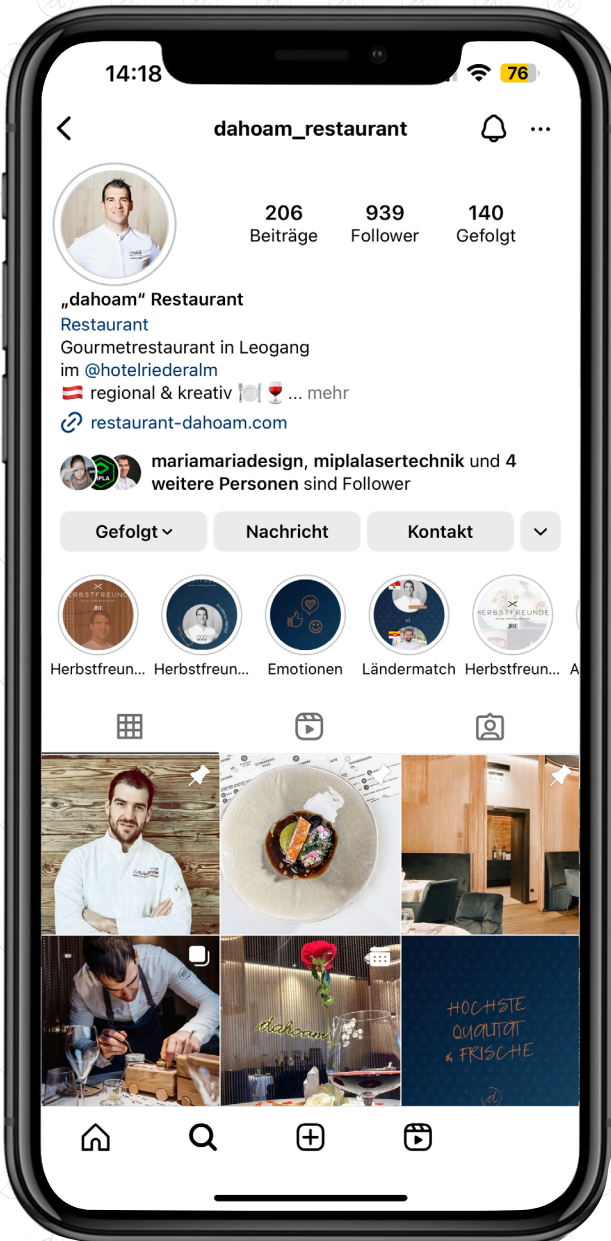 14:18
76
dahoam_restaurant
206 939 140
Beiträge Follower Gefolgt
„dahoam“ Restaurant
Restaurant
Gourmetrestaurant in Leogang
im @hotelriederalm
regional & kreativ ... mehr
restaurant-dahoam.com
mariamariadesign, miplalasertechnik und 4
weitere Personen sind Follower
Gefolgt Nachricht Kontakt
HERBSTFREUNDE
HERBSTFREUNDE
Herbstfreun... Herbstfreun... Emotionen Ländermatch Herbstfreun... A
dahoam
HÖCHSTE
QUALITÄT
& FRISCHE
d